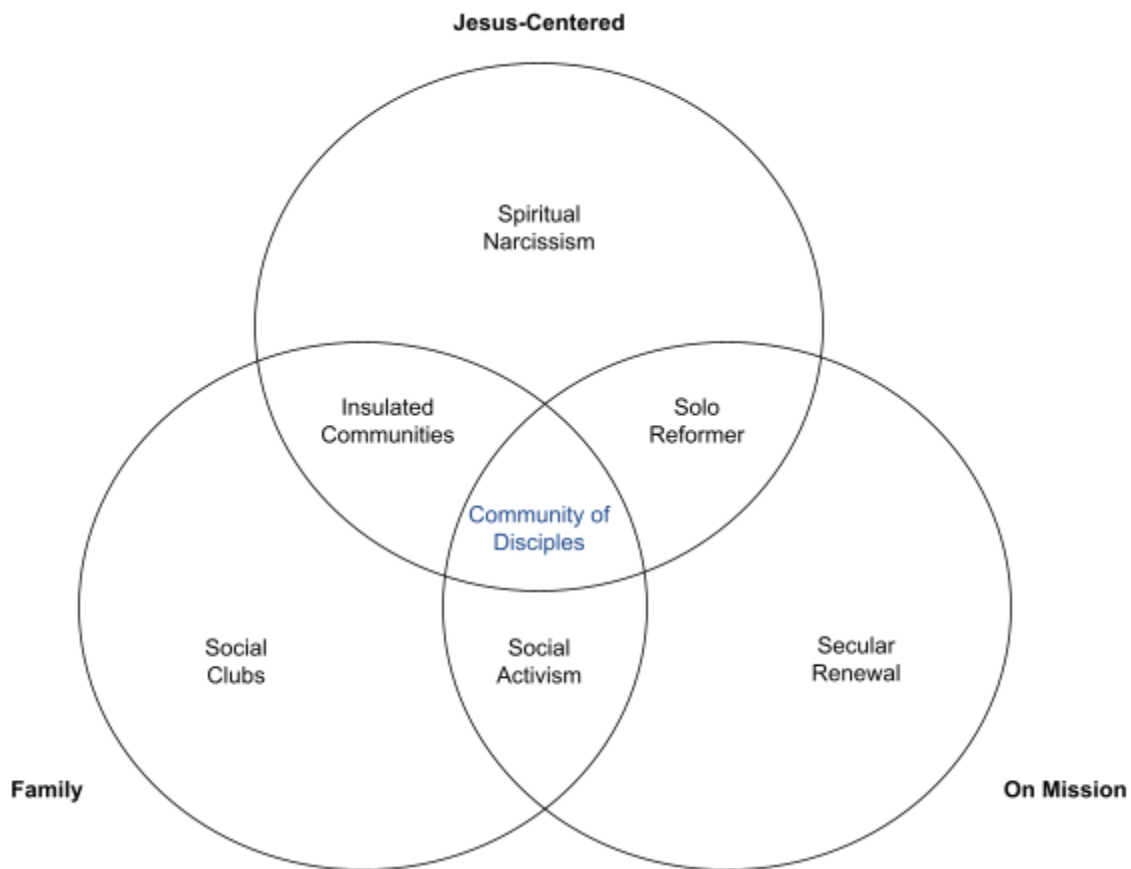 Jesus-Centered
Spiritual
Narcissism
Insulated
Communities
Solo
Reformer
Community of
Disciples
Social
Clubs
Social
Activism
Secular
Renewal
Family
On Mission